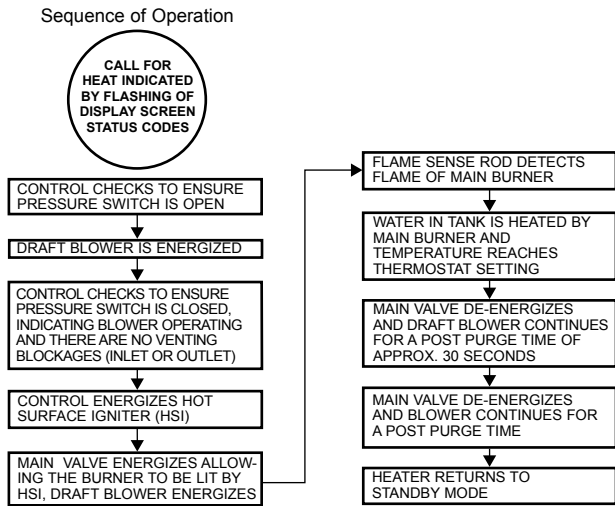 Sequence of Operation
CALL FOR
HEAT INDICATED
BY FLASHING OF
DISPLAY SCREEN
STATUS CODES
CONTROL CHECKS TO ENSURE
PRESSURE SWITCH IS OPEN
DRAFT BLOWER IS ENERGIZED
CONTROL CHECKS TO ENSURE
PRESSURE SWITCH IS CLOSED,
INDICATING BLOWER OPERATING
AND THERE ARE NO VENTING
BLOCKAGES (INLET OR OUTLET)
CONTROL ENERGIZES HOT
SURFACE IGNITER (HSI)
MAIN VALVE ENERGIZES ALLOW-
ING THE BURNER TO BE LIT BY
HSI, DRAFT BLOWER ENERGIZES
FLAME SENSE ROD DETECTS
FLAME OF MAIN BURNER
WATER IN TANK IS HEATED BY
MAIN BURNER AND
TEMPERATURE REACHES
THERMOSTAT SETTING
MAIN VALVE DE-ENERGIZES
AND DRAFT BLOWER CONTINUES
FOR A POST PURGE TIME OF
APPROX. 30 SECONDS
MAIN VALVE DE-ENERGIZES
AND BLOWER CONTINUES FOR
A POST PURGE TIME
HEATER RETURNS TO
STANDBY MODE